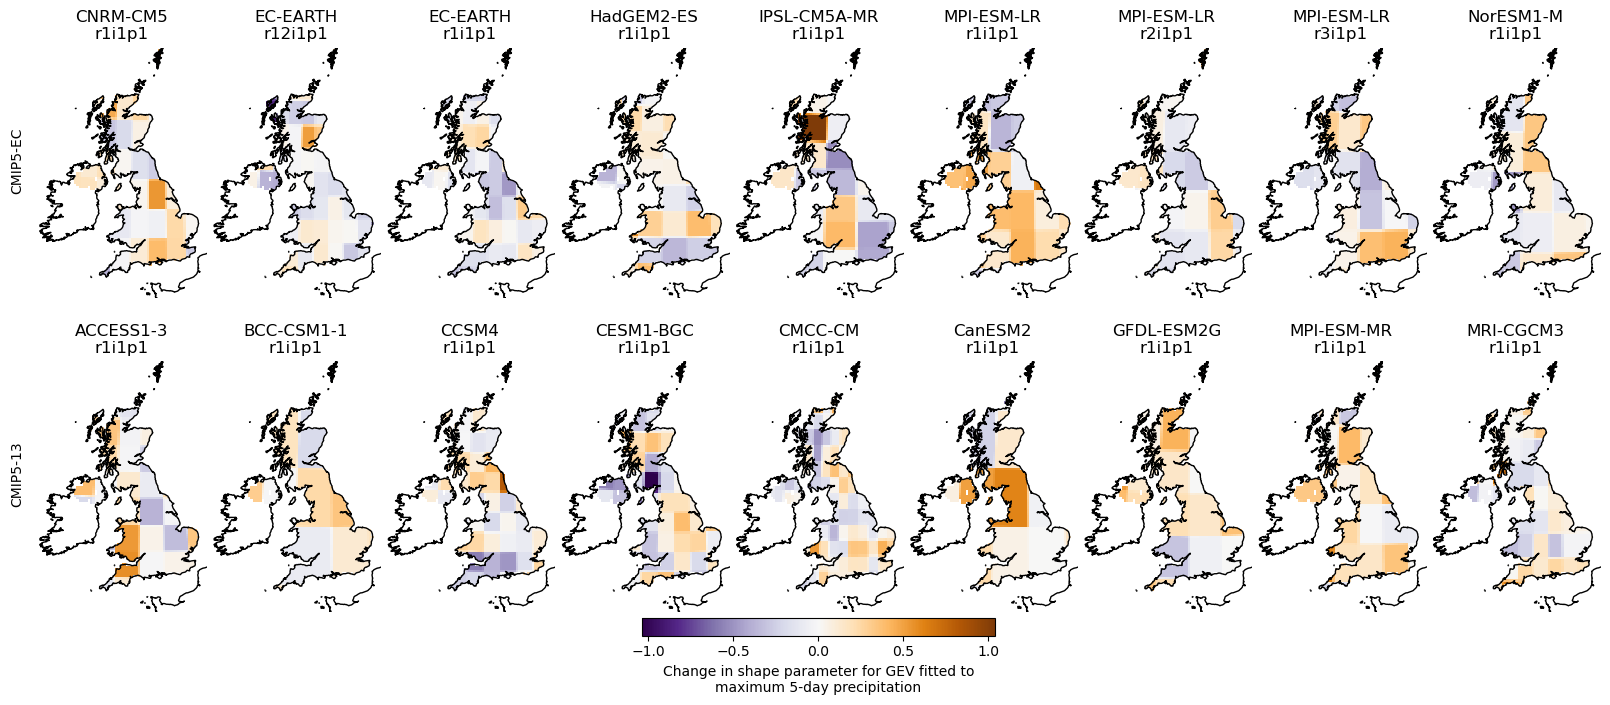 CNRM-CM5 EC-EARTH EC-EARTH HadGEM2-ES IPSL-CM5A-MR MPI-ESM-LR MPI-ESM-LR MPI-ESM-LR NorESM1-M
r1i1p1 r12i1p1 r1i1p1 r1i1p1 r1i1p1 r1i1p1 r2i1p1 r3i1p1 r1i1p1
CMIP5-EC
ACCESS1-3 BCC-CSM1-1 CCSM4 CESM1-BGC CMCC-CM CanESM2 GFDL-ESM2G MPI-ESM-MR MRI-CGCM3
r1i1p1 r1i1p1 r1i1p1 r1i1p1 r1i1p1 r1i1p1 r1i1p1 r1i1p1 r1i1p1
CMIP5-13
−1.0 −0.5 0.0 0.5 1.0
Change in shape parameter for GEV fitted to
maximum 5-day precipitation